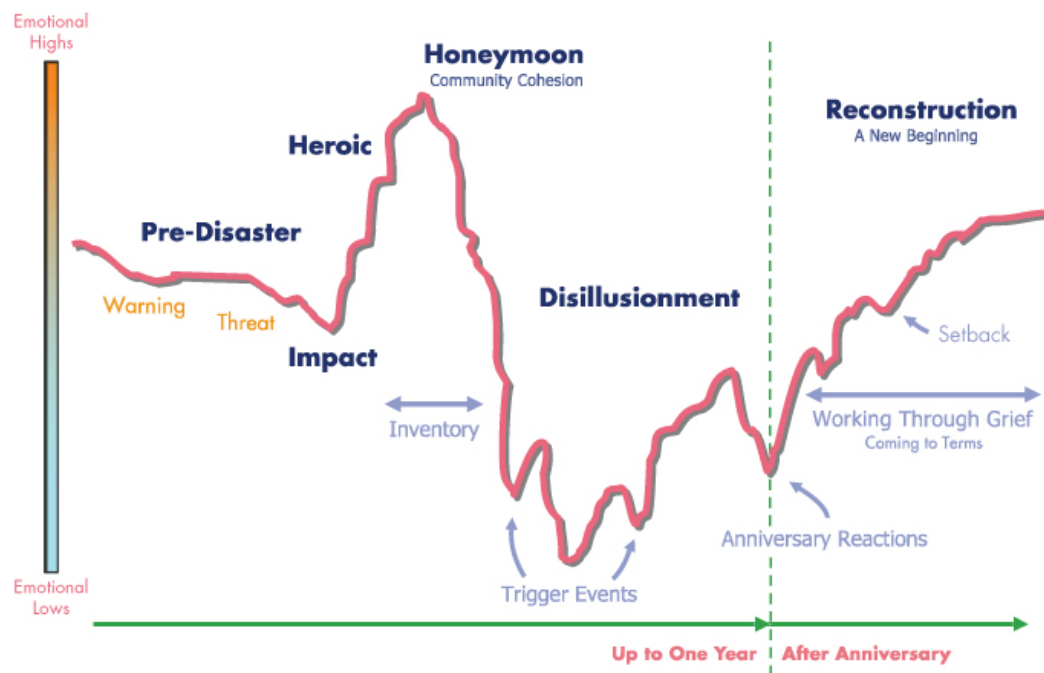 Emotional
Highs
Honeymoon
Community Cohesion
Reconstruction
A New Beginning
Heroic
Pre-Disaster
Warning
Threat
Disillusionment
Setback
Impact
Inventory
Working Through Grief
Coming to Terms
Anniversary Reactions
Trigger Events
Emotional
Lows
Up to One Year
After Anniversary